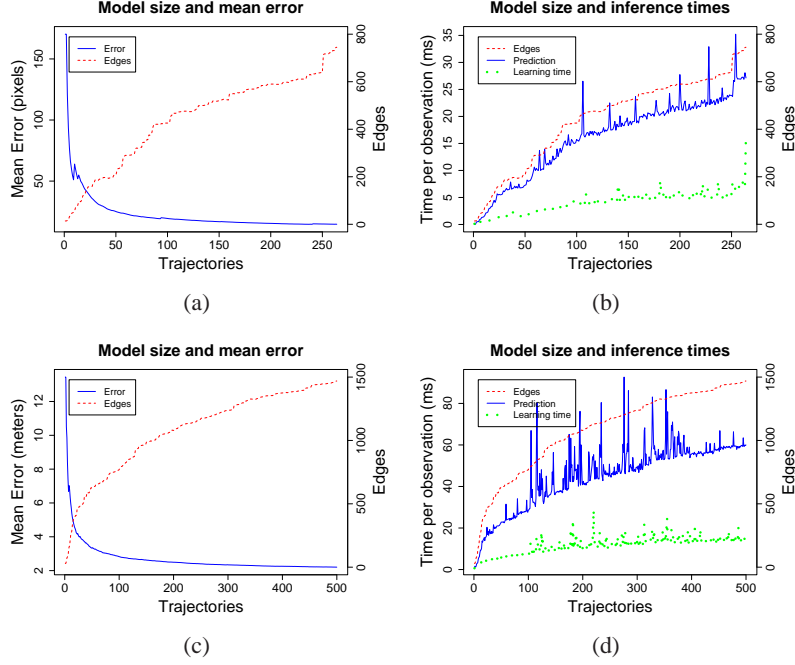 Model size and mean error
Error
Edges
Mean Error (pixels)
50
100
150
Edges
0
200
400
600
800
0
50
100
150
200
250
Trajectories
(a)
Model size and inference times
Edges
Prediction
Learning time
Time per observation (ms)
0
5
10
15
20
25
30
35
Edges
0
200
400
600
800
0
50
100
150
200
250
Trajectories
(b)
Model size and mean error
Error
Edges
Mean Error (meters)
2
4
6
8
10
12
Edges
0
500
1000
1500
0
100
200
300
400
500
Trajectories
(c)
Model size and inference times
Edges
Prediction
Learning time
Time per observation (ms)
0
20
40
60
80
Edges
0
500
1000
1500
0
100
200
300
400
500
Trajectories
(d)